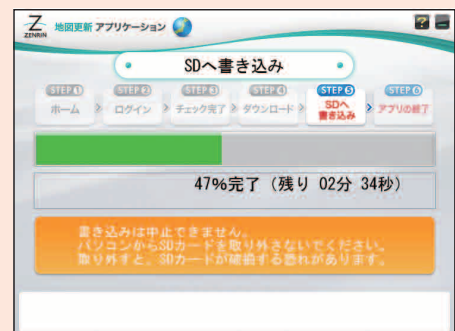 Z 地図更新 アプリケーション
ZENRIN
? －
SDへ書き込み
STEP① STEP② STEP③ STEP④ STEP⑤ STEP⑥
ホーム > ログイン > チェック完了 > ダウンロード > SDへ書き込み > アプリの終了
47%完了（残り 02分 34秒）
書き込みは中止できません。
パソコンからSDカードを取り外さないでください。
取り外すと、SDカードが破損する恐れがあります。